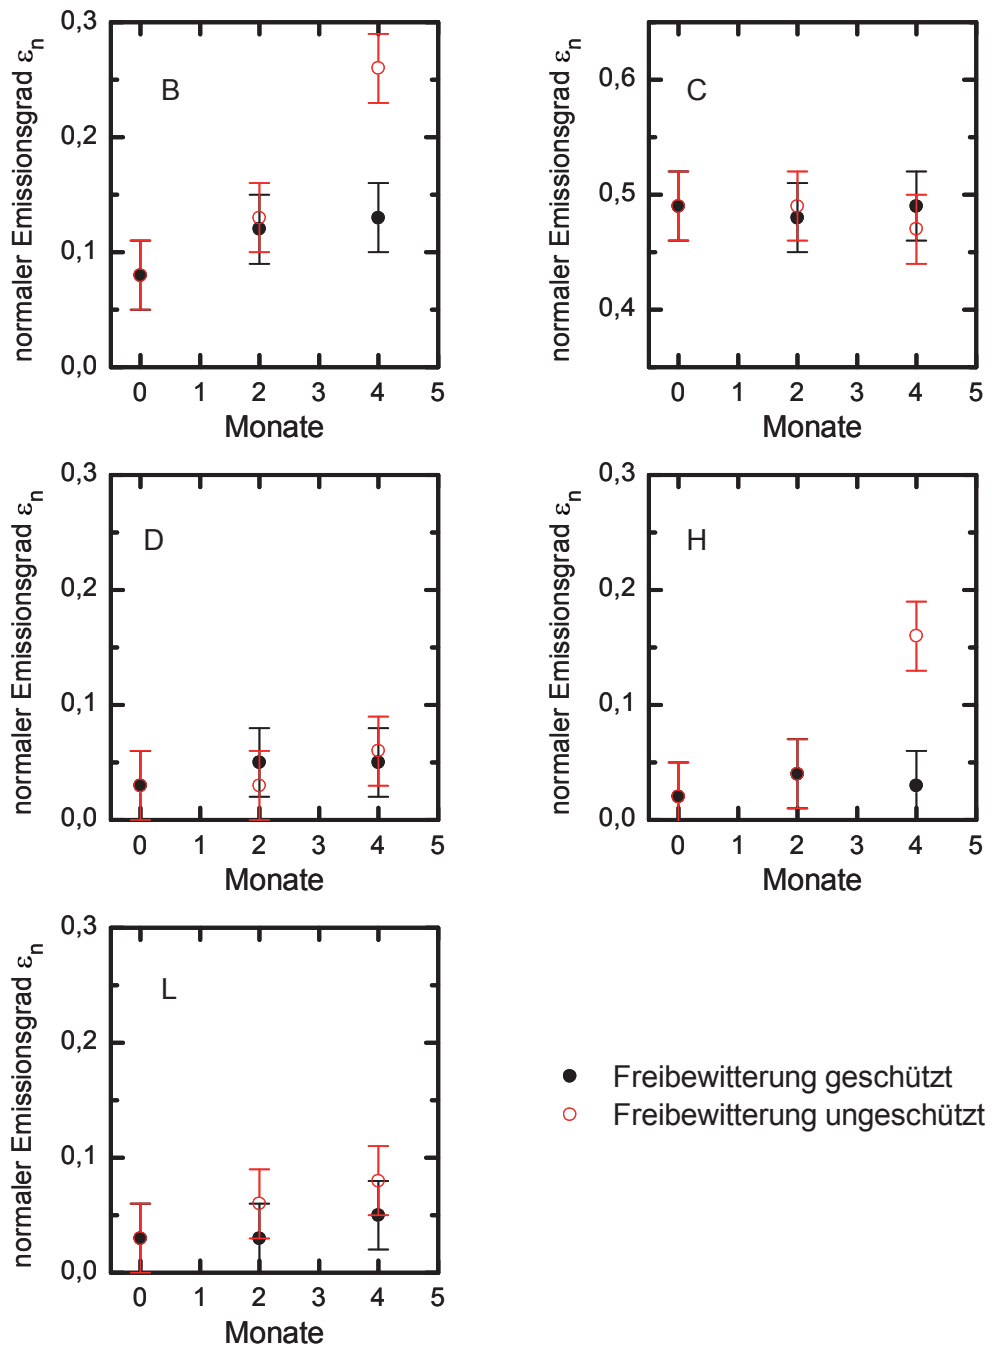 normaler Emissionsgrad εn
0,3
0,2
0,1
0,0
B
0 1 2 3 4 5
Monate
normaler Emissionsgrad εn
0,6
0,5
0,4
C
0 1 2 3 4 5
Monate
normaler Emissionsgrad εn
0,3
0,2
0,1
0,0
D
0 1 2 3 4 5
Monate
normaler Emissionsgrad εn
0,3
0,2
0,1
0,0
H
0 1 2 3 4 5
Monate
normaler Emissionsgrad εn
0,3
0,2
0,1
0,0
L
0 1 2 3 4 5
Monate
Freibewitterung geschützt
Freibewitterung ungeschützt